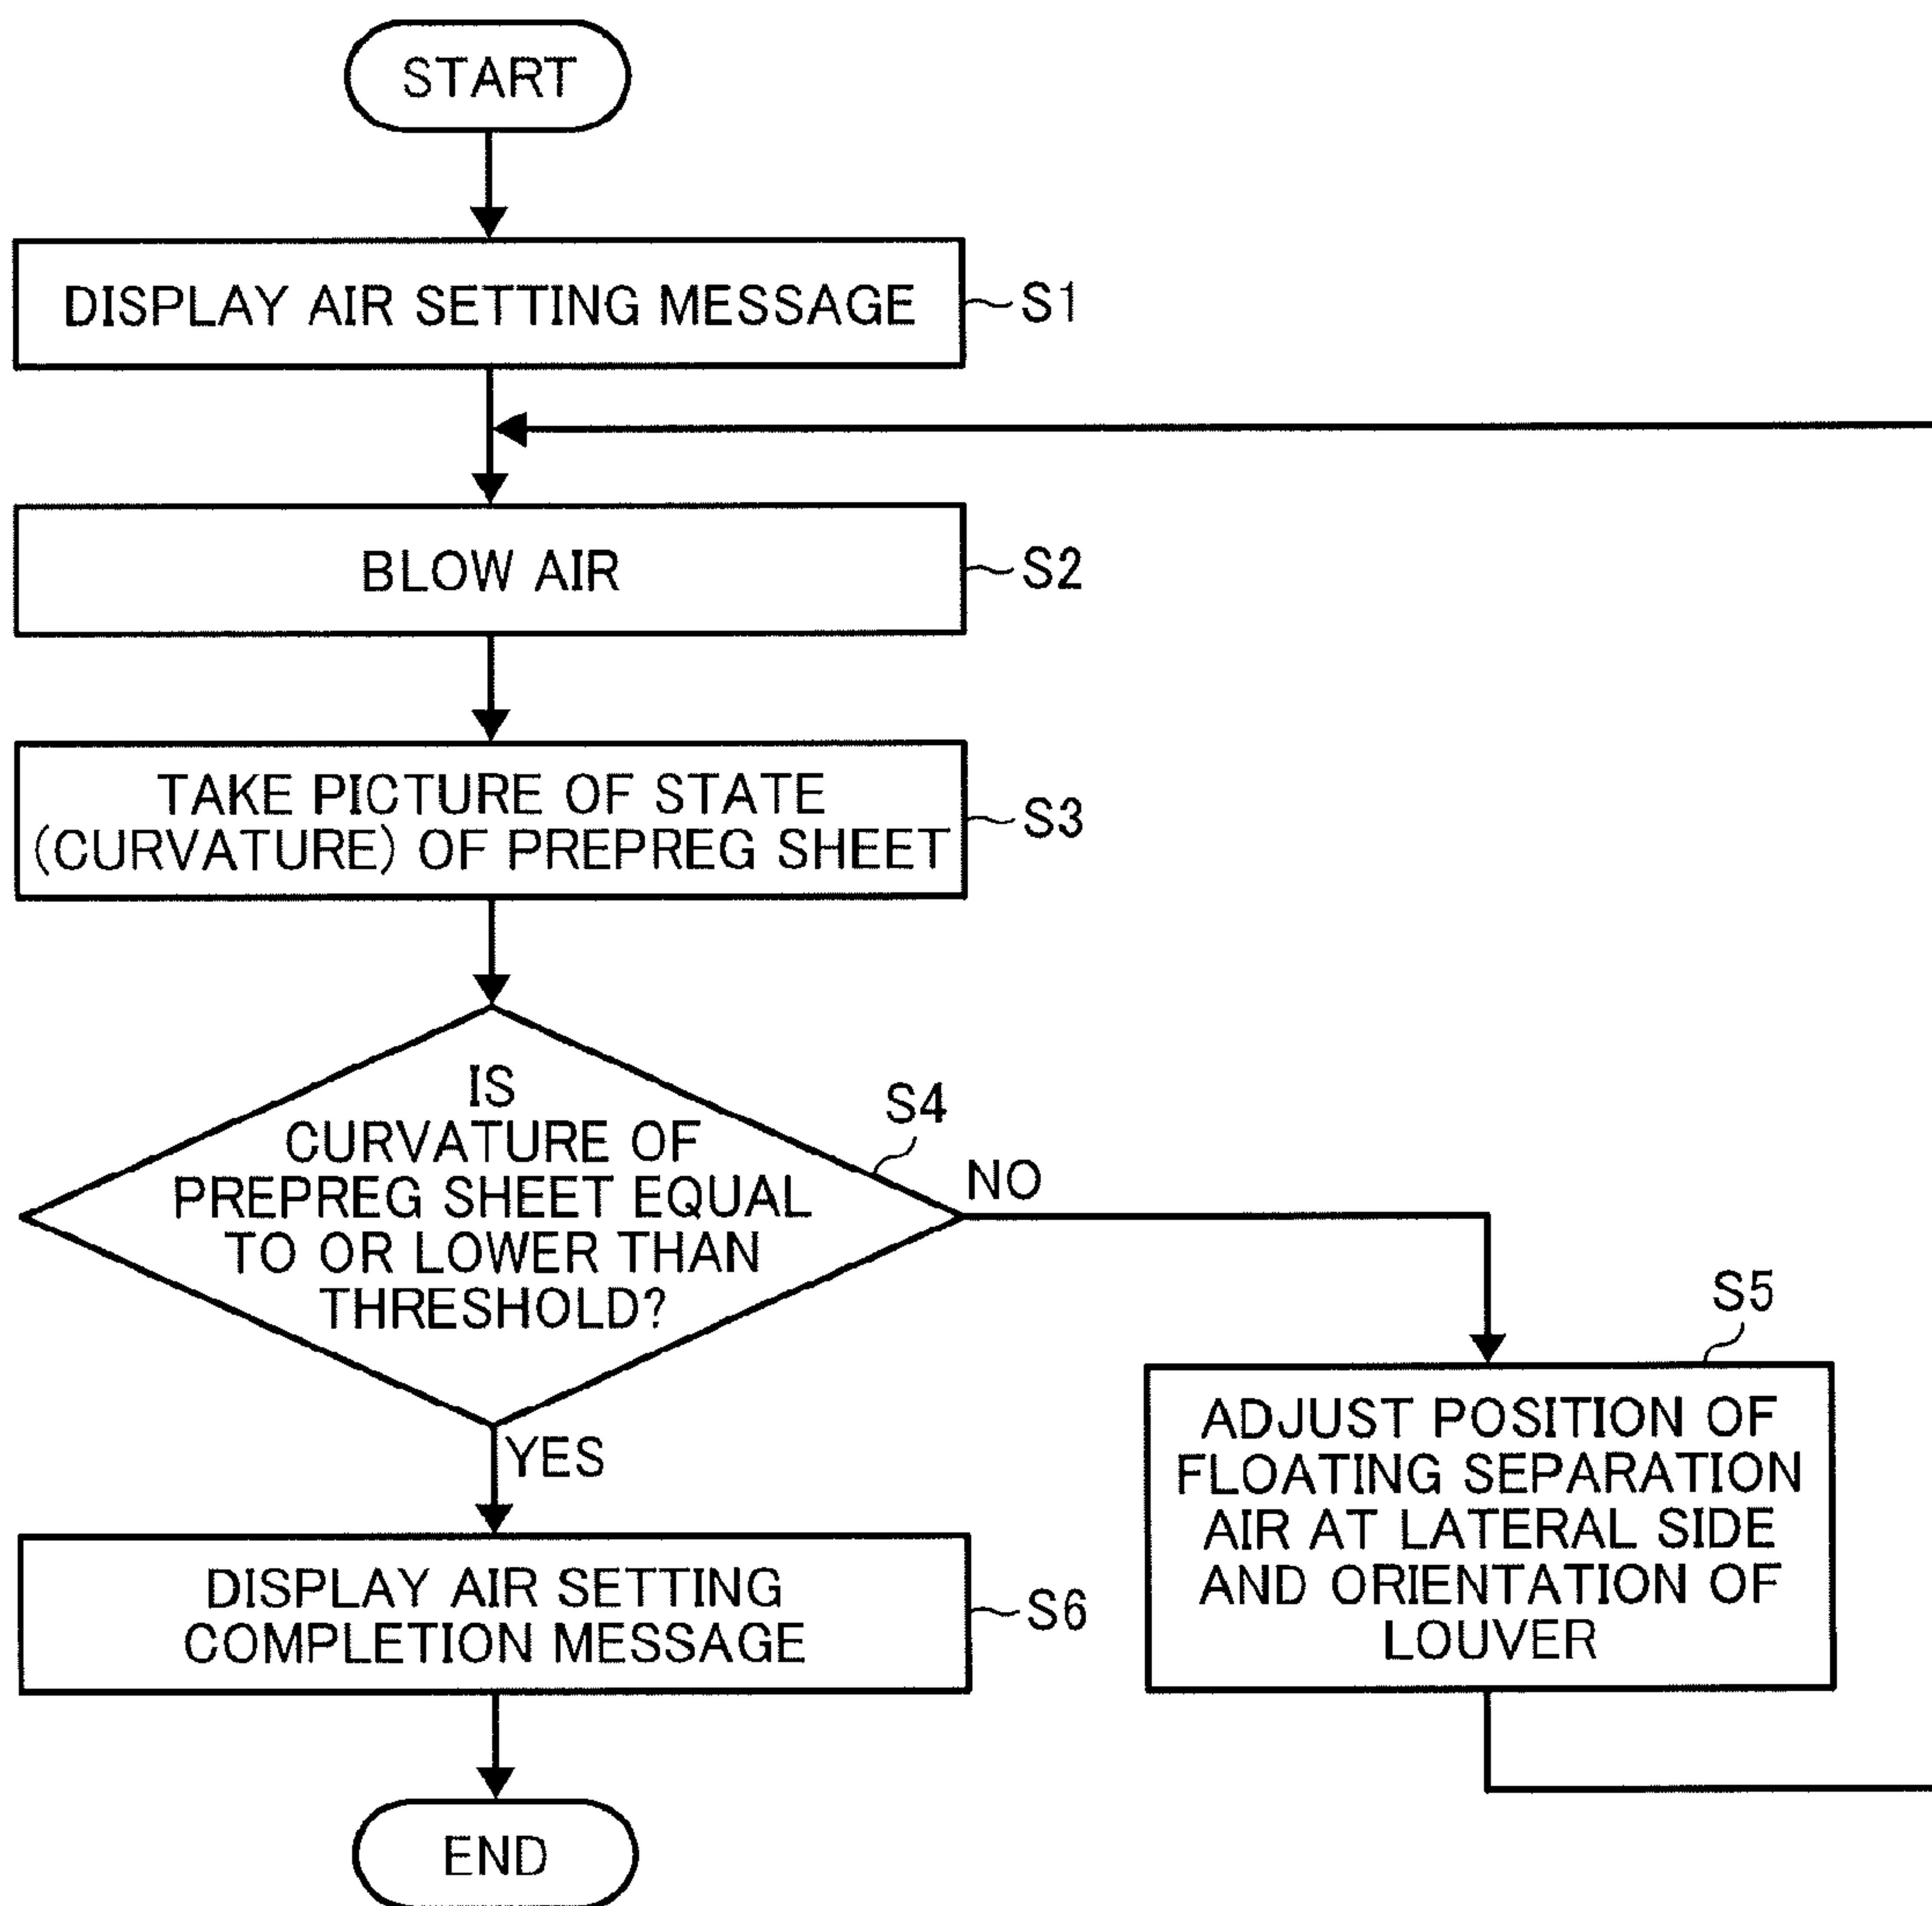 START
DISPLAY AIR SETTING MESSAGE
S1
BLOW AIR
S2
TAKE PICTURE OF STATE
(CURVATURE) OF PREPREG SHEET
S3
IS
CURVATURE OF
PREPREG SHEET EQUAL
TO OR LOWER THAN
THRESHOLD?
S4
NO
YES
S5
ADJUST POSITION OF
FLOATING SEPARATION
AIR AT LATERAL SIDE
AND ORIENTATION OF
LOUVER
DISPLAY AIR SETTING
COMPLETION MESSAGE
S6
END